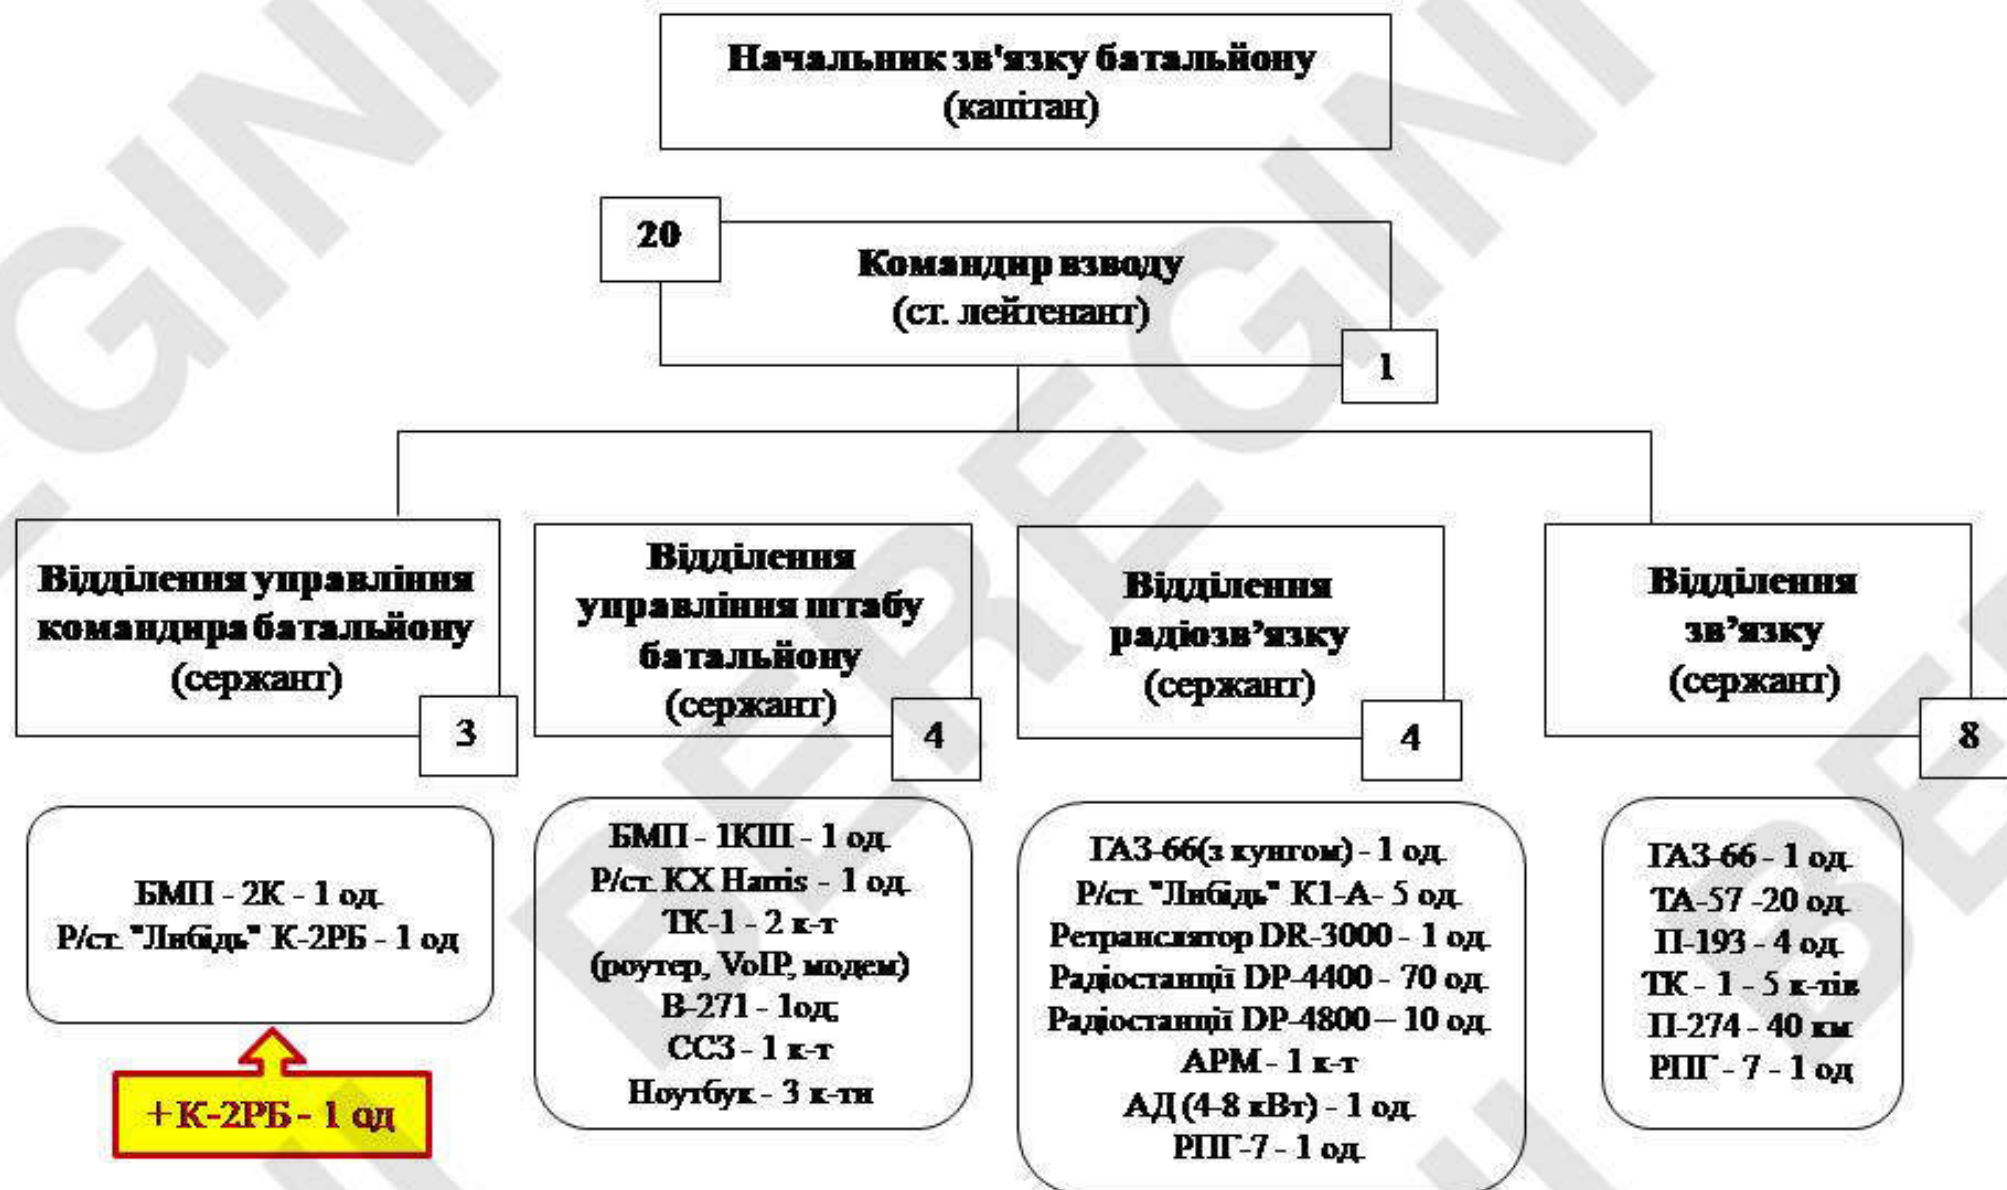 Начальник зв'язку батальйону
(капітан)
20
Командир взводу
(ст. лейтенант)
1
Відділення управління
командира батальйону
(сержант)
3
Відділення
управління штабу
батальйону
(сержант)
4
Відділення
радіозв’язку
(сержант)
4
Відділення
зв’язку
(сержант)
8
БМП - 2К - 1 од.
Р/ст. "Либідь" К-2РБ - 1 од
+ К-2РБ - 1 од
БМП - 1КШ - 1 од.
Р/ст. КХ Harris - 1 од.
ТК-1 - 2 к-т
(роутер, VoIP, модем)
В-271 - 1од;
ССЗ - 1 к-т
Ноутбук - 3 к-ти
ГАЗ-66(з кунгом) - 1 од.
Р/ст. "Либідь" К1-А- 5 од.
Ретранслятор DR-3000 - 1 од.
Радіостанції DP-4400 - 70 од.
Радіостанції DP-4800 – 10 од.
АРМ - 1 к-т
АД (4-8 кВт) - 1 од.
РПГ-7 - 1 од.
ГАЗ-66 - 1 од.
ТА-57 -20 од.
П-193 - 4 од.
ТК - 1 - 5 к-тів
П-274 - 40 км
РПГ - 7 - 1 од
BEREGINI